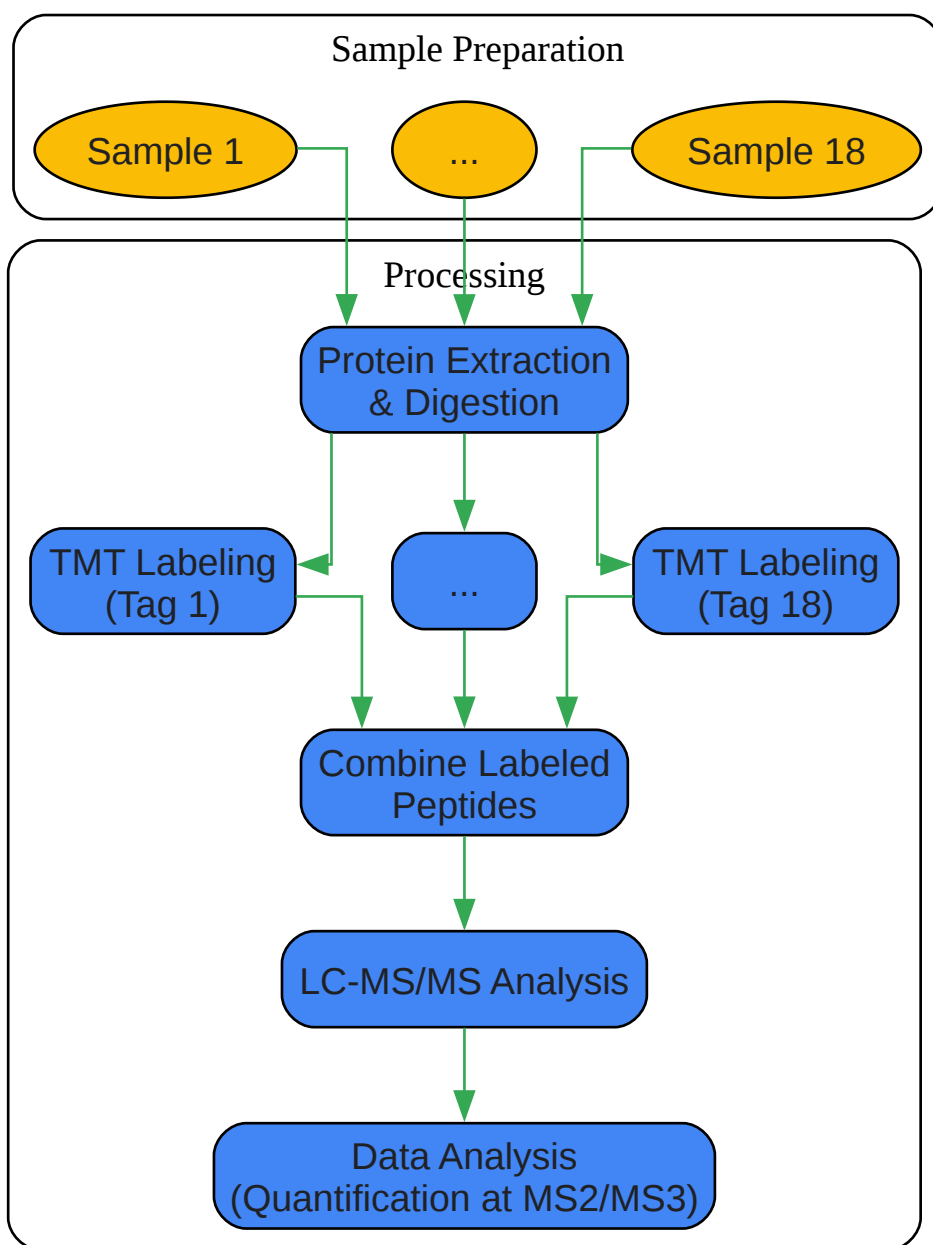 Sample Preparation
Sample 1
...
Sample 18
Processing
Protein Extraction
& Digestion
TMT Labeling
(Tag 1)
...
TMT Labeling
(Tag 18)
Combine Labeled
Peptides
LC-MS/MS Analysis
Data Analysis
(Quantification at MS2/MS3)